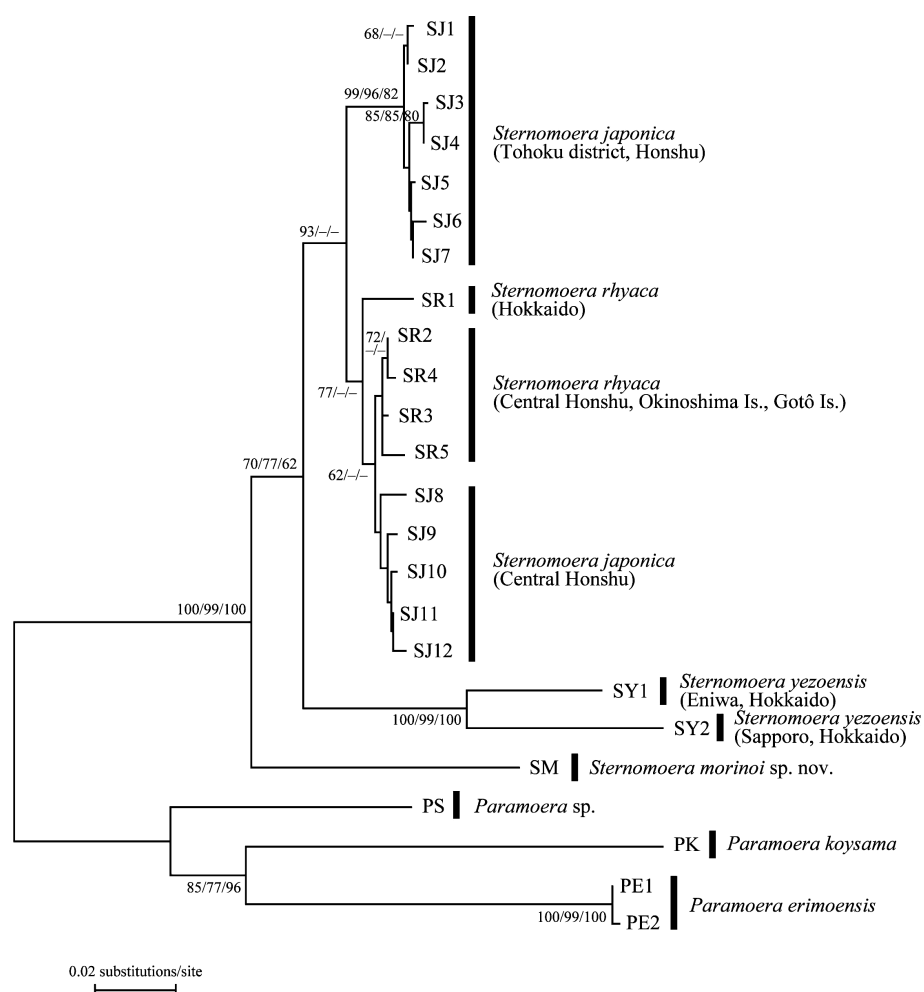 68/–/–
SJ1
SJ2
99/96/82
SJ3
85/85/80
SJ4
Sternomoera japonica
(Tohoku district, Honshu)
SJ5
SJ6
SJ7
93/–/–
SR1
Sternomoera rhyaca
(Hokkaido)
72/
–/–
SR2
SR4
77/–/–
Sternomoera rhyaca
(Central Honshu, Okinoshima Is., Gotô Is.)
SR3
SR5
70/77/62
62/–/–
SJ8
SJ9
SJ10
Sternomoera japonica
(Central Honshu)
SJ11
SJ12
100/99/100
SY1
Sternomoera yezoensis
(Eniwa, Hokkaido)
100/99/100
SY2
Sternomoera yezoensis
(Sapporo, Hokkaido)
SM
Sternomoera morinoi sp. nov.
PS
Paramoera sp.
PK
Paramoera koysama
85/77/96
PE1
Paramoera erimoensis
100/99/100
PE2
0.02 substitutions/site